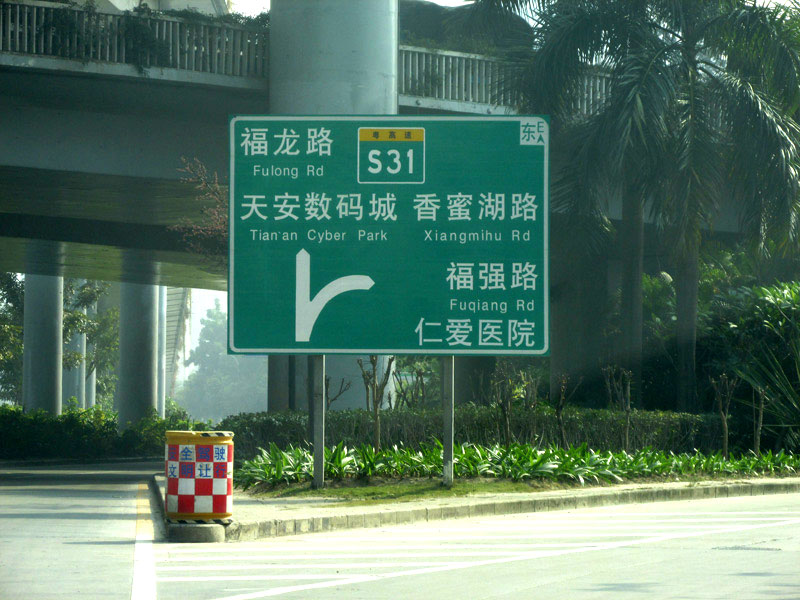 福龙路
Fulong Rd
粤高速
S31
东 E
天安数码城 香蜜湖路
Tian'an Cyber Park Xiangmihu Rd
福强路
Fuqiang Rd
仁爱医院
全驾驶
文明让